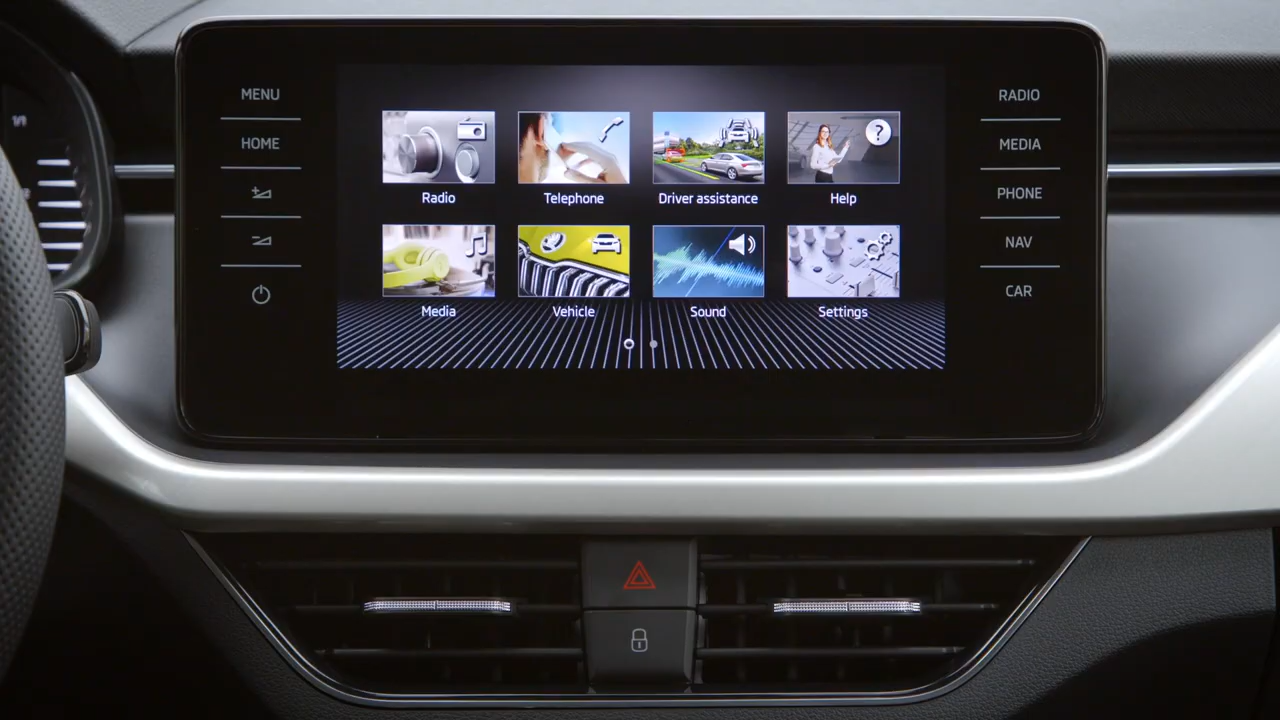 MENU
HOME
RADIO
MEDIA
PHONE
NAV
CAR
Radio
Telephone
Driver assistance
Help
?
Media
Vehicle
Sound
Settings